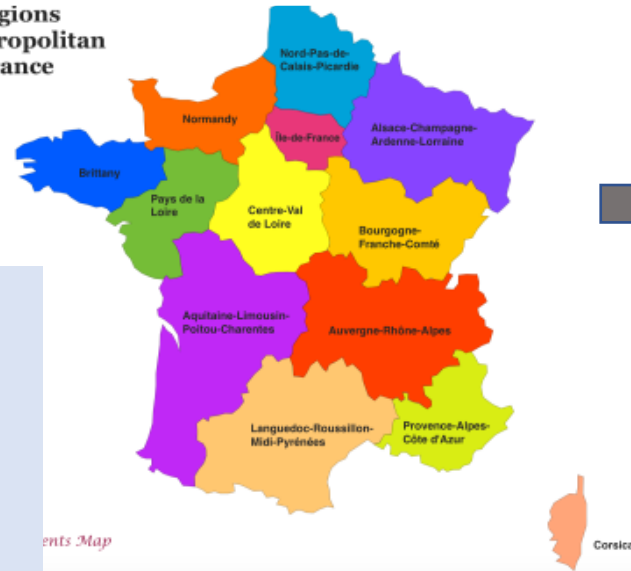 gions
ropolitan
ance
Nord-Pas-de-
Calais-Picardie
Normandy
Île-de-France
Alsace-Champagne-
Ardenne-Lorraine
Brittany
Pays de la
Loire
Centre-Val
de Loire
Bourgogne-
Franche-Comté
Aquitaine-Limousin-
Poitou-Charentes
Auvergne-Rhône-Alpes
Languedoc-Roussillon-
Midi-Pyrénées
Provence-Alpes-
Côte d'Azur
ents Map
Corsica